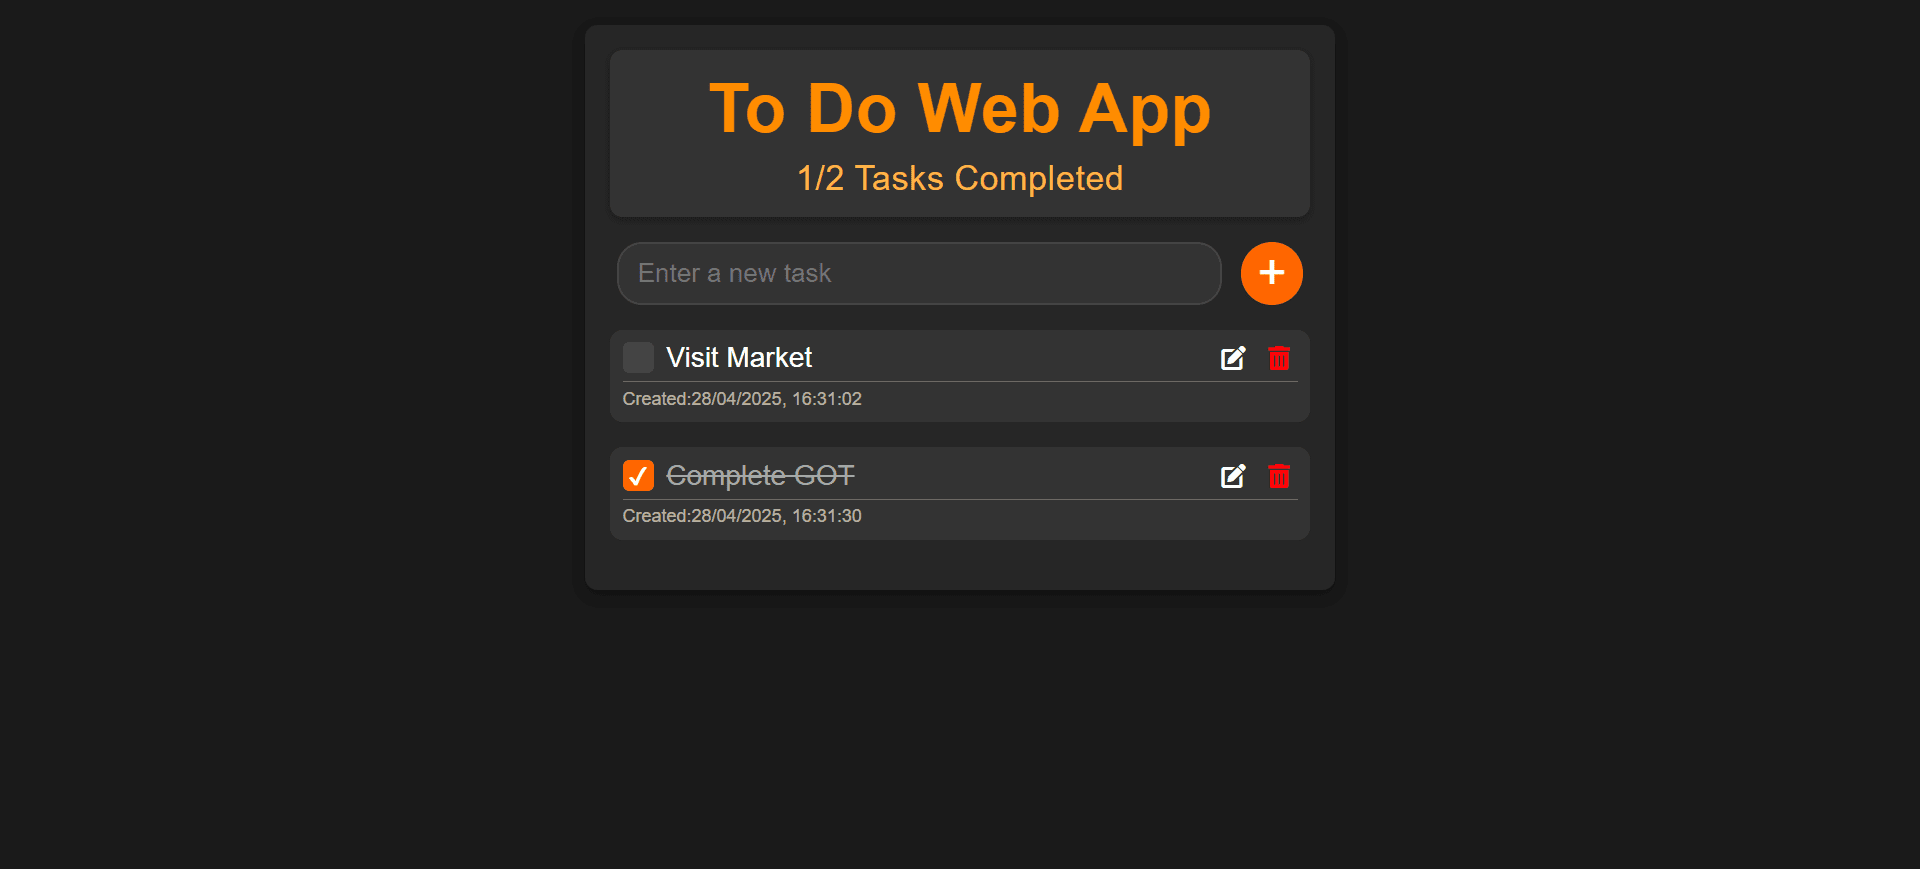 To Do Web App
1/2 Tasks Completed
Enter a new task
Visit Market
Created:28/04/2025, 16:31:02
Complete GOT
Created:28/04/2025, 16:31:30